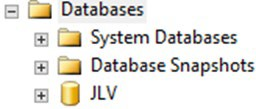 Databases
System Databases
Database Snapshots
JLV